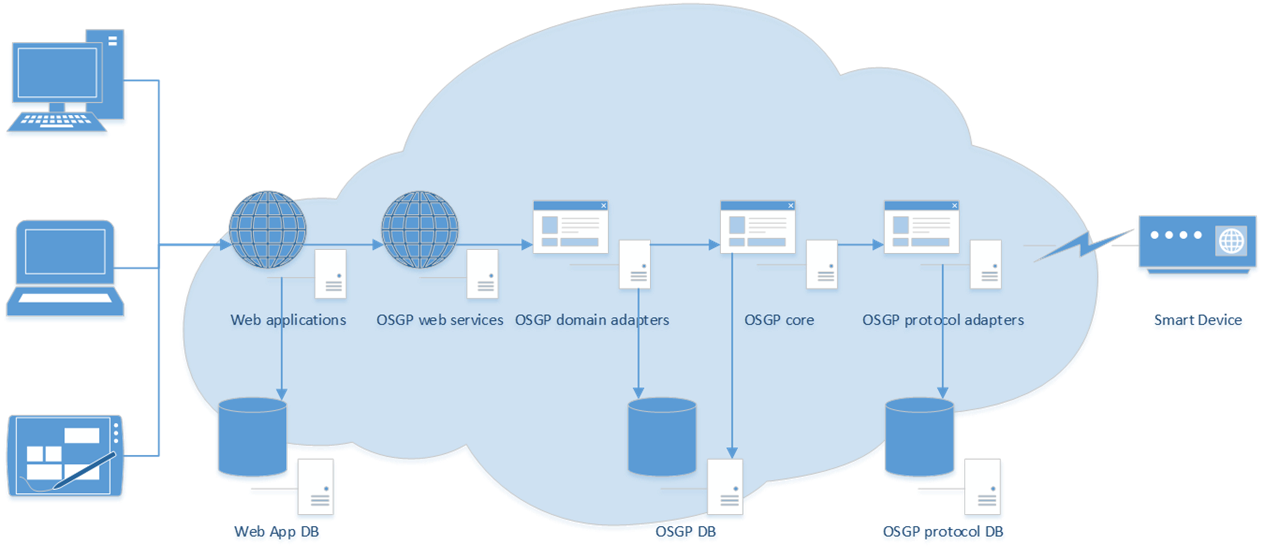 Web applications
OSGP web services
OSGP domain adapters
OSGP core
OSGP protocol adapters
Smart Device
Web App DB
OSGP DB
OSGP protocol DB